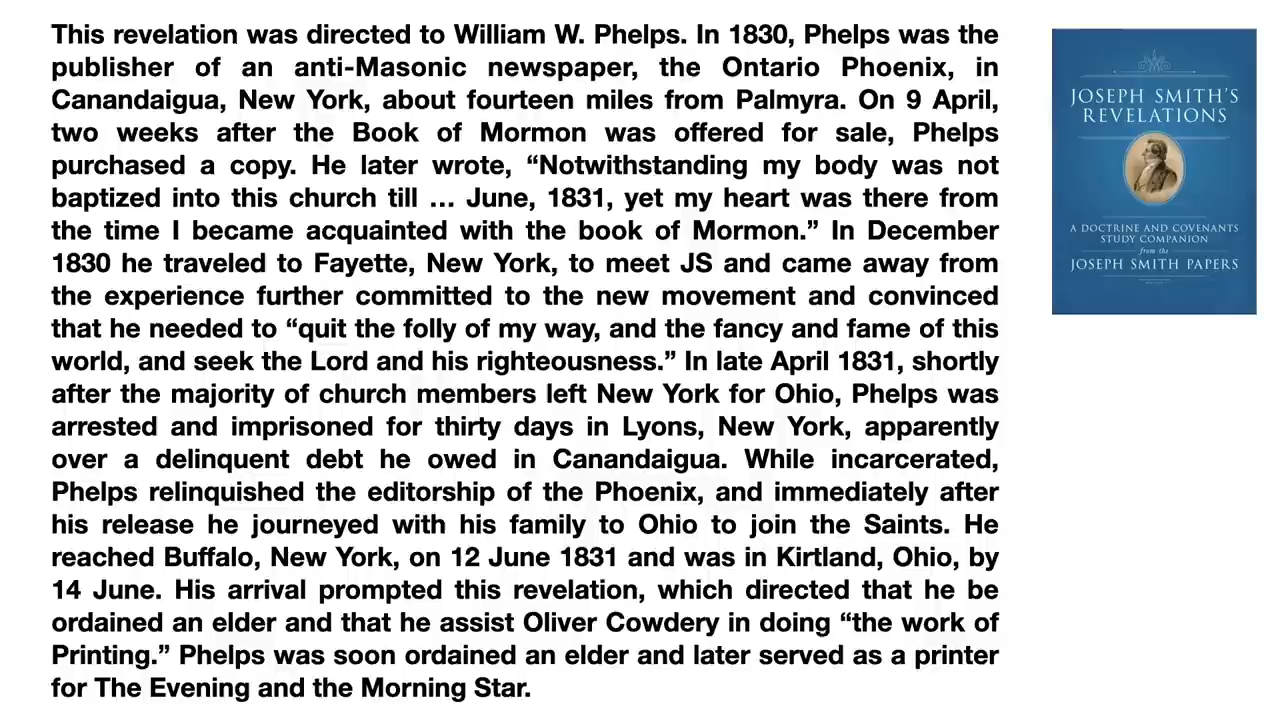 This revelation was directed to William W. Phelps. In 1830, Phelps was the
publisher of an anti-Masonic newspaper, the Ontario Phoenix, in
Canandaigua, New York, about fourteen miles from Palmyra. On 9 April,
two weeks after the Book of Mormon was offered for sale, Phelps
purchased a copy. He later wrote, “Notwithstanding my body was not
baptized into this church till … June, 1831, yet my heart was there from
the time I became acquainted with the book of Mormon.” In December
1830 he traveled to Fayette, New York, to meet JS and came away from
the experience further committed to the new movement and convinced
that he needed to “quit the folly of my way, and the fancy and fame of this
world, and seek the Lord and his righteousness.” In late April 1831, shortly
after the majority of church members left New York for Ohio, Phelps was
arrested and imprisoned for thirty days in Lyons, New York, apparently
over a delinquent debt he owed in Canandaigua. While incarcerated,
Phelps relinquished the editorship of the Phoenix, and immediately after
his release he journeyed with his family to Ohio to join the Saints. He
reached Buffalo, New York, on 12 June 1831 and was in Kirtland, Ohio, by
14 June. His arrival prompted this revelation, which directed that he be
ordained an elder and that he assist Oliver Cowdery in doing “the work of
Printing.” Phelps was soon ordained an elder and later served as a printer
for The Evening and the Morning Star.
JOSEPH SMITH’S
REVELATIONS
A DOCTRINE AND COVENANTS
STUDY COMPANION
from the
JOSEPH SMITH PAPERS